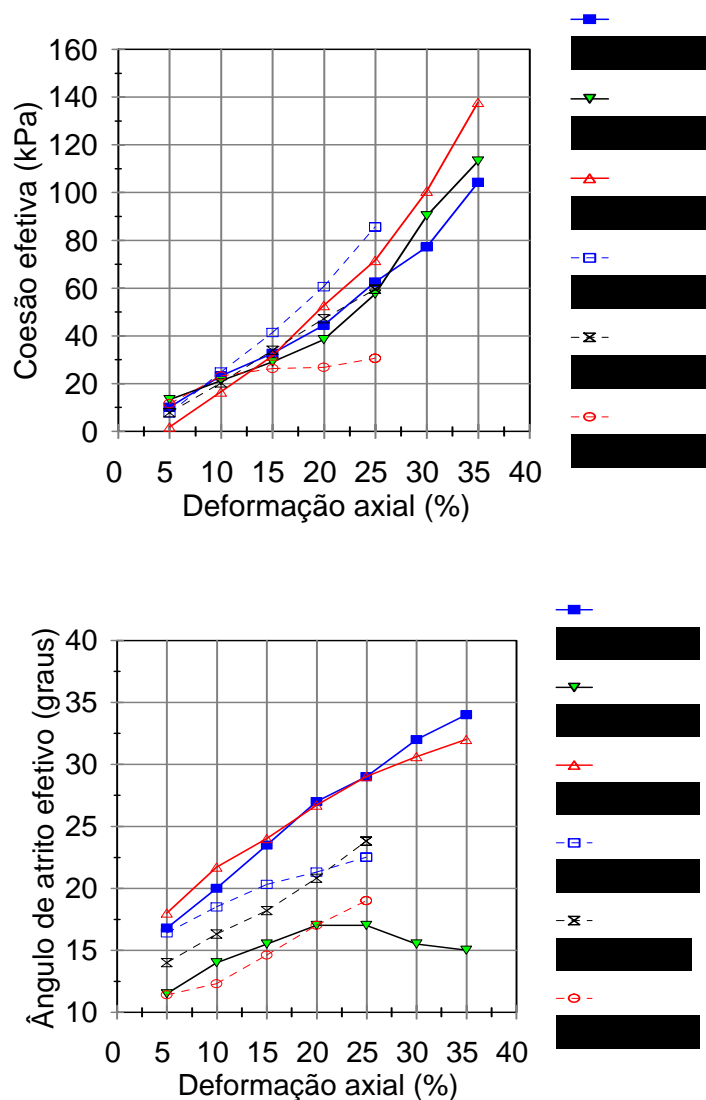 160
140
120
100
80
60
40
20
0
Coesão efetiva (kPa)
0 5 10 15 20 25 30 35 40
Deformação axial (%)
40
35
30
25
20
15
10
Ângulo de atrito efetivo (graus)
0 5 10 15 20 25 30 35 40
Deformação axial (%)